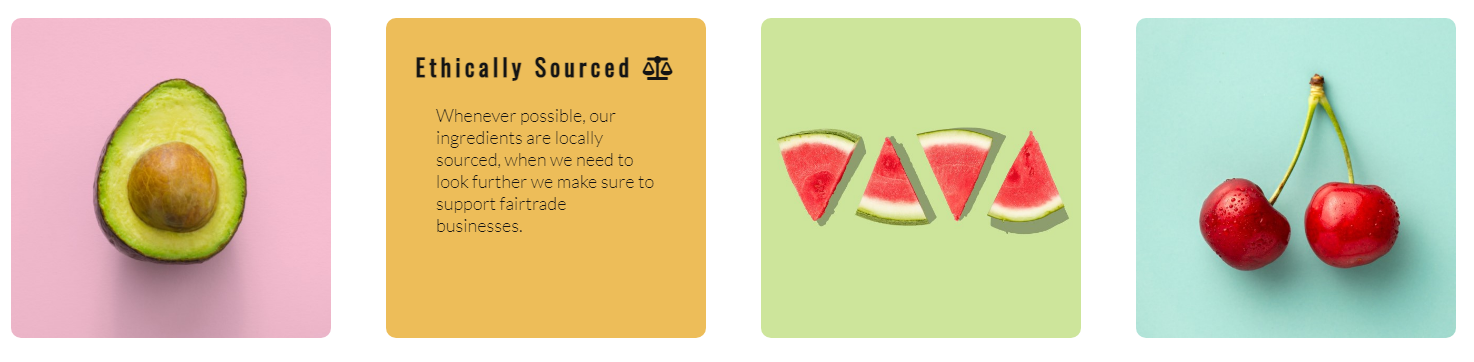 Ethically Sourced
Whenever possible, our
ingredients are locally
sourced, when we need to
look further we make sure to
support fairtrade
businesses.